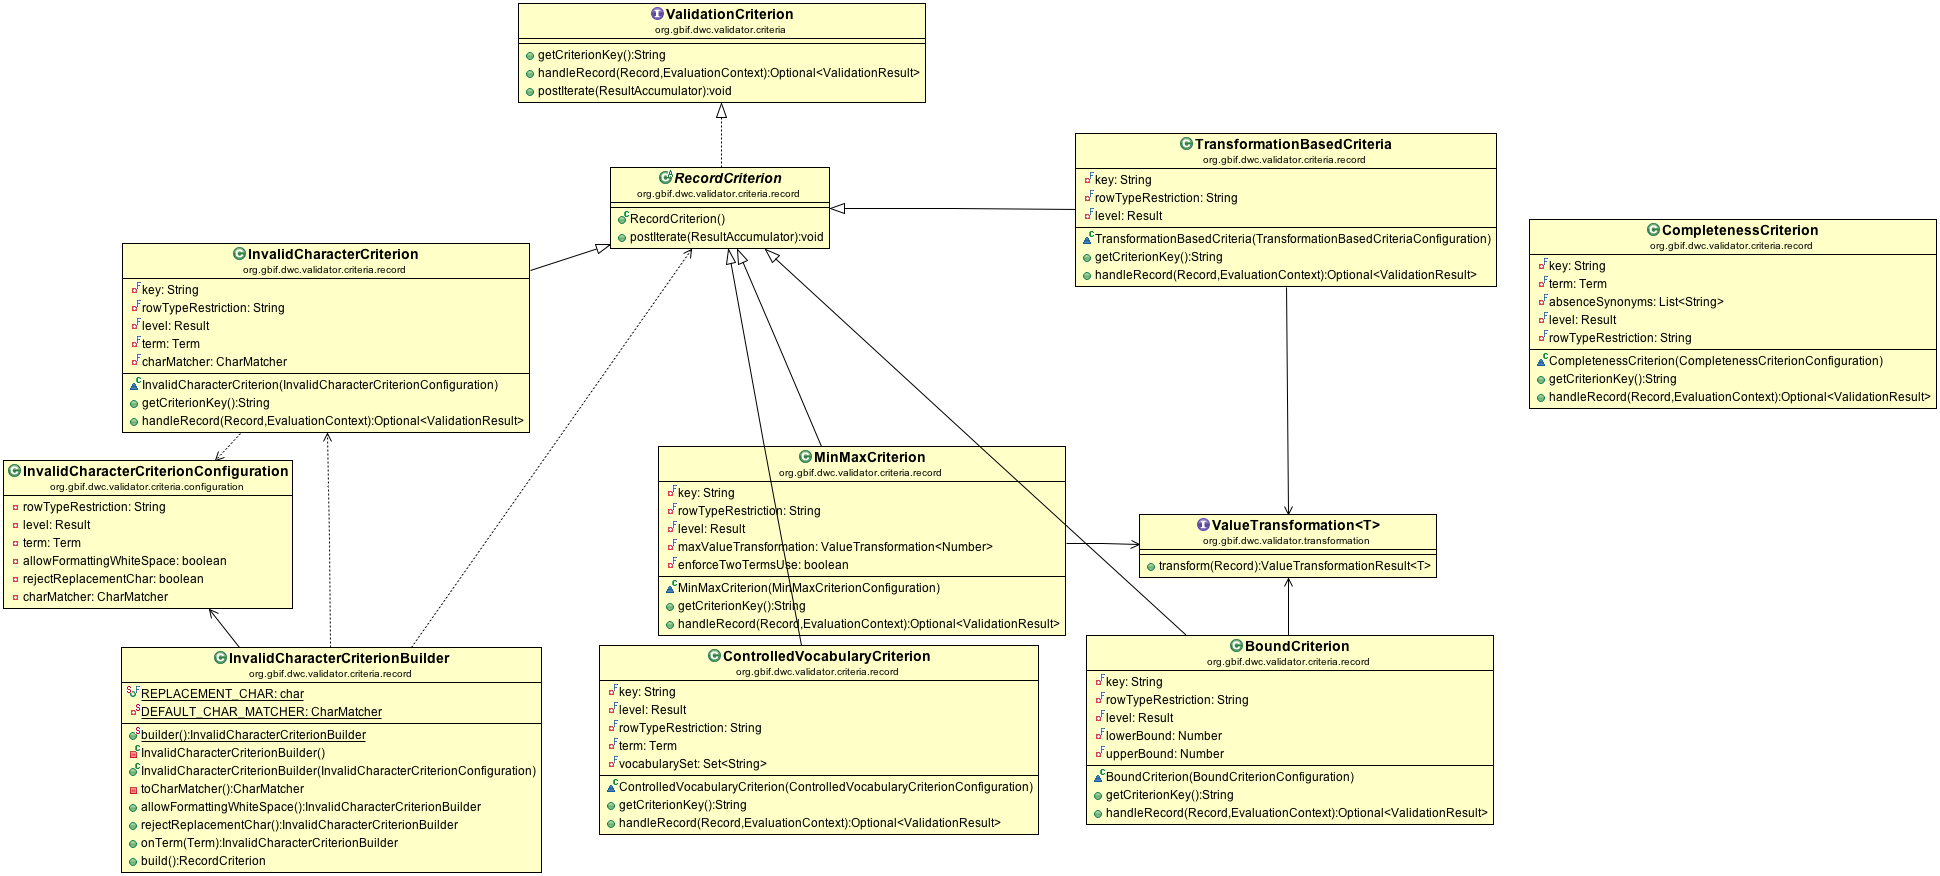 ValidationCriterion
org.gbif.dwc.validator.criteria
getCriterionKey():String
handleRecord(Record,EvaluationContext):Optional<ValidationResult>
postIterate(ResultAccumulator):void
RecordCriterion
org.gbif.dwc.validator.criteria.record
RecordCriterion()
postIterate(ResultAccumulator):void
TransformationBasedCriteria
org.gbif.dwc.validator.criteria.record
key: String
rowTypeRestriction: String
level: Result
TransformationBasedCriteria(TransformationBasedCriteriaConfiguration)
getCriterionKey():String
handleRecord(Record,EvaluationContext):Optional<ValidationResult>
CompletenessCriterion
org.gbif.dwc.validator.criteria.record
key: String
term: Term
absenceSynonyms: List<String>
level: Result
rowTypeRestriction: String
CompletenessCriterion(CompletenessCriterionConfiguration)
getCriterionKey():String
handleRecord(Record,EvaluationContext):Optional<ValidationResult>
InvalidCharacterCriterion
org.gbif.dwc.validator.criteria.record
key: String
rowTypeRestriction: String
level: Result
term: Term
charMatcher: CharMatcher
InvalidCharacterCriterion(InvalidCharacterCriterionConfiguration)
getCriterionKey():String
handleRecord(Record,EvaluationContext):Optional<ValidationResult>
InvalidCharacterCriterionConfiguration
org.gbif.dwc.validator.criteria.configuration
rowTypeRestriction: String
level: Result
term: Term
allowFormattingWhiteSpace: boolean
rejectReplacementChar: boolean
charMatcher: CharMatcher
MinMaxCriterion
org.gbif.dwc.validator.criteria.record
key: String
rowTypeRestriction: String
level: Result
maxValueTransformation: ValueTransformation<Number>
enforceTwoTermsUse: boolean
MinMaxCriterion(MinMaxCriterionConfiguration)
getCriterionKey():String
handleRecord(Record,EvaluationContext):Optional<ValidationResult>
ValueTransformation<T>
org.gbif.dwc.validator.transformation
transform(Record):ValueTransformationResult<T>
InvalidCharacterCriterionBuilder
org.gbif.dwc.validator.criteria.record
REPLACEMENT_CHAR: char
DEFAULT_CHAR_MATCHER: CharMatcher
builder():InvalidCharacterCriterionBuilder
InvalidCharacterCriterionBuilder()
InvalidCharacterCriterionBuilder(InvalidCharacterCriterionConfiguration)
toCharMatcher():CharMatcher
allowFormattingWhiteSpace():InvalidCharacterCriterionBuilder
rejectReplacementChar():InvalidCharacterCriterionBuilder
onTerm(Term):InvalidCharacterCriterionBuilder
build():RecordCriterion
ControlledVocabularyCriterion
org.gbif.dwc.validator.criteria.record
key: String
level: Result
rowTypeRestriction: String
term: Term
vocabularySet: Set<String>
ControlledVocabularyCriterion(ControlledVocabularyCriterionConfiguration)
getCriterionKey():String
handleRecord(Record,EvaluationContext):Optional<ValidationResult>
BoundCriterion
org.gbif.dwc.validator.criteria.record
key: String
rowTypeRestriction: String
level: Result
lowerBound: Number
upperBound: Number
BoundCriterion(BoundCriterionConfiguration)
getCriterionKey():String
handleRecord(Record,EvaluationContext):Optional<ValidationResult>